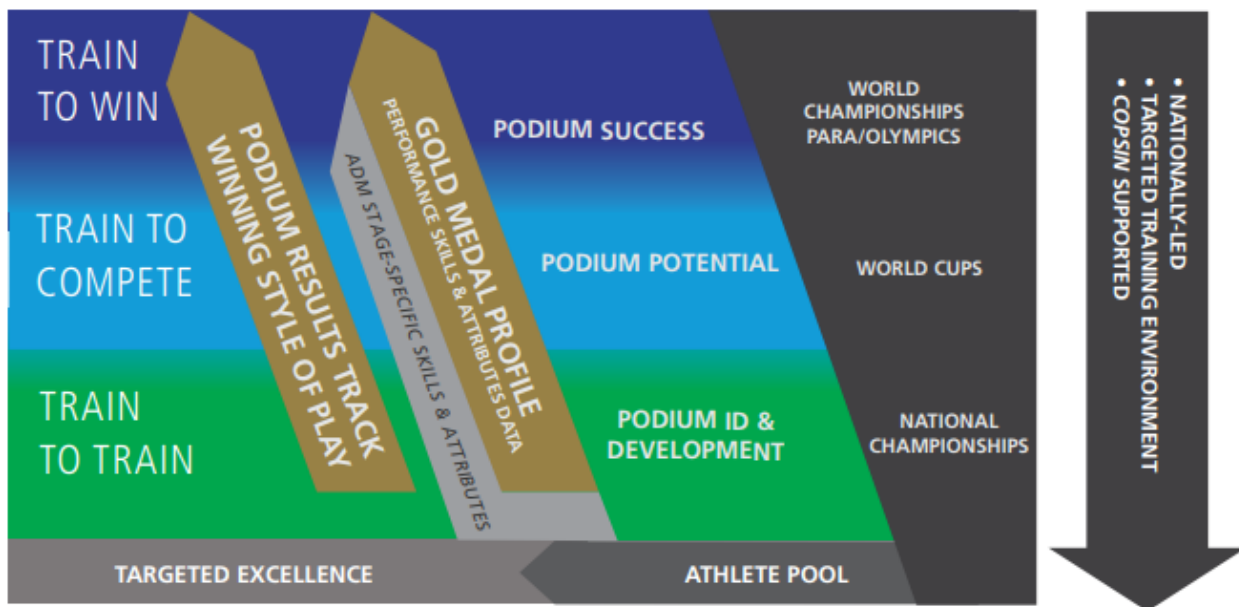 TRAIN
TO WIN
TRAIN TO
COMPETE
TRAIN
TO TRAIN
PODIUM RESULTS TRACK
WINNING STYLE OF PLAY
GOLD MEDAL PROFILE
PERFORMANCE SKILLS & ATTRIBUTES DATA
ADM STAGE-SPECIFIC SKILLS & ATTRIBUTES
PODIUM SUCCESS
PODIUM POTENTIAL
PODIUM ID &
DEVELOPMENT
WORLD
CHAMPIONSHIPS
PARA/OLYMPICS
WORLD CUPS
NATIONAL
CHAMPIONSHIPS
• NATIONALLY-LED
• TARGETED TRAINING ENVIRONMENT
• COPSIN SUPPORTED
TARGETED EXCELLENCE
ATHLETE POOL